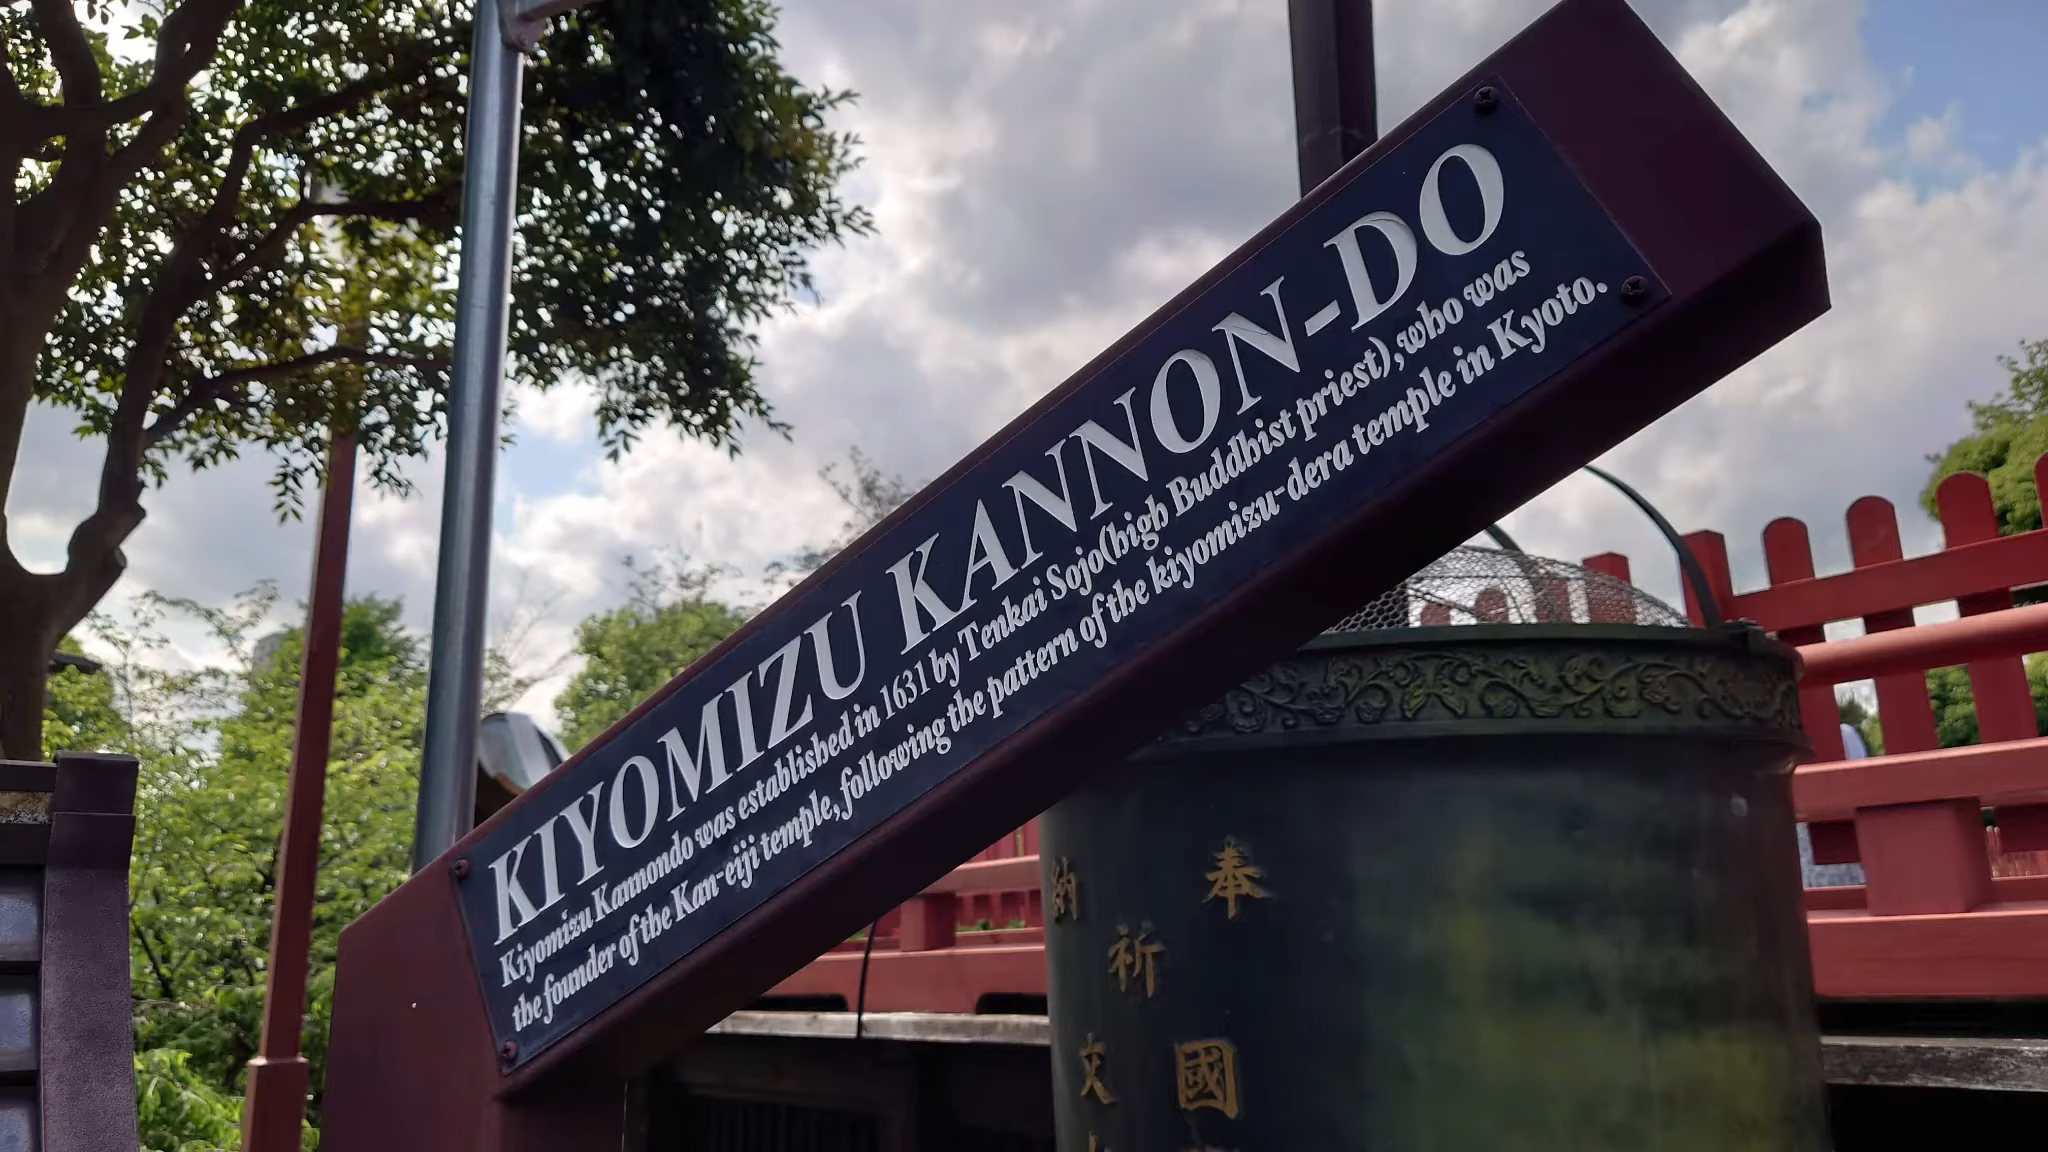 KIYOMIZU KANNON-DO
Kiyomizu Kannondo was established in 1631 by Tenkai Sojo(high Buddhist priest),who was
the founder of the Kan-eiji temple, following the pattern of the kiyomizu-dera temple in Kyoto.
奉 納
祈
國